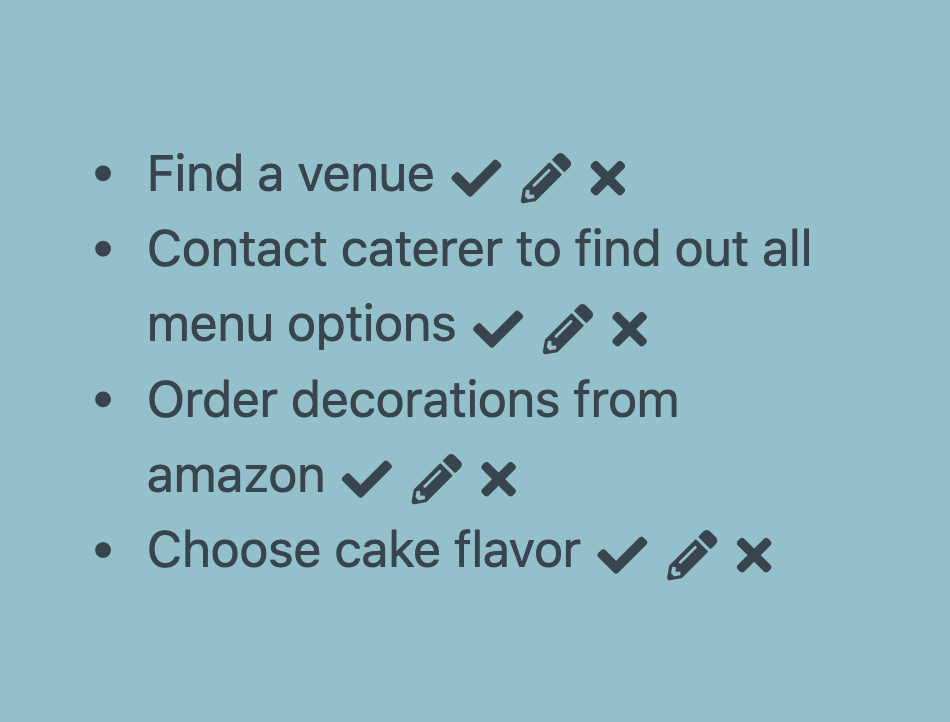 Find a venue
Contact caterer to find out all
menu options
Order decorations from
amazon
Choose cake flavor